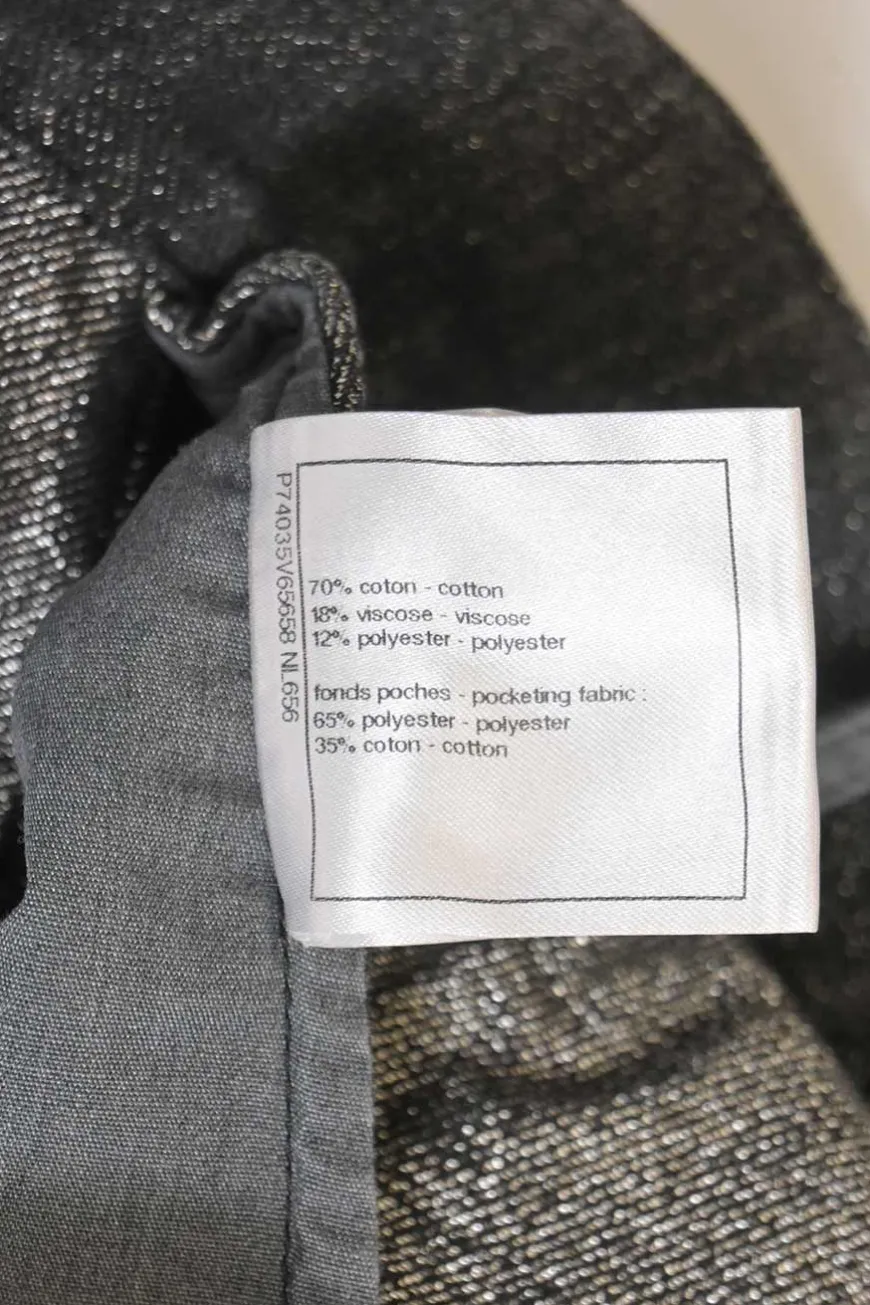 P74035V65658 NL656
70% coton - cotton
18% viscose - viscose
12% polyester - polyester
fonds poches - pocketing fabric :
65% polyester - polyester
35% coton - cotton